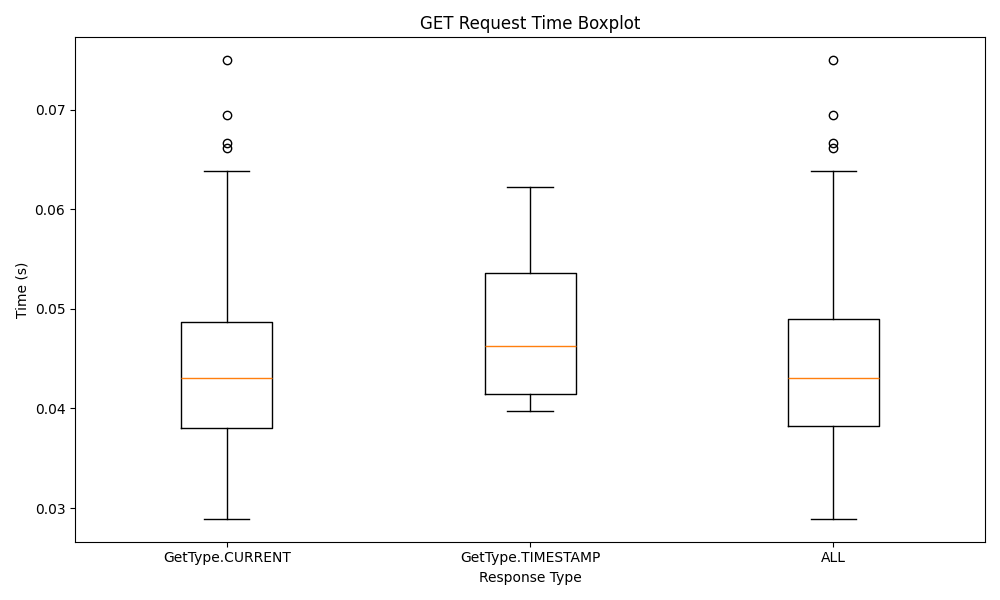 GET Request Time Boxplot
0.07
0.06
0.05
0.04
0.03
Time (s)
GetType.CURRENT
GetType.TIMESTAMP
ALL
Response Type